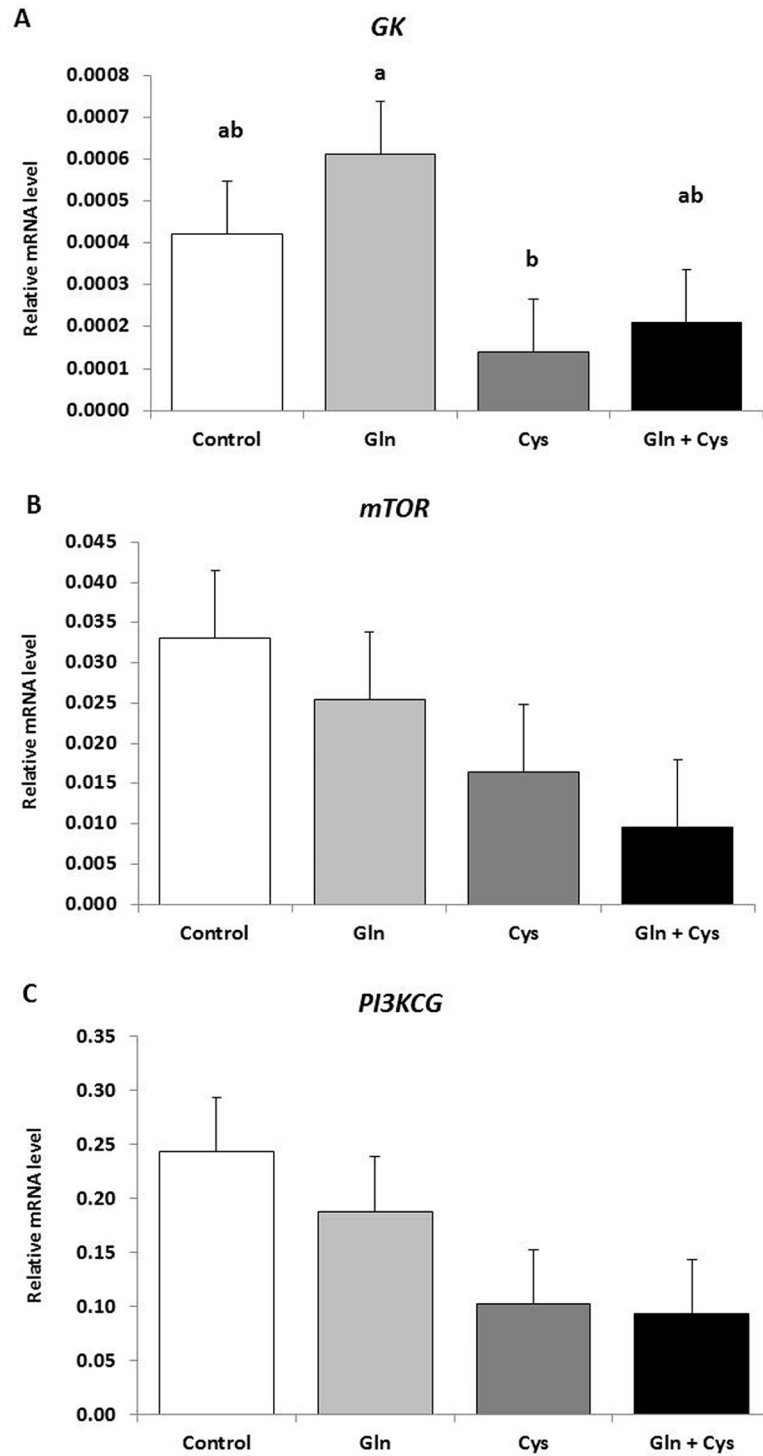 A
GK
Relative mRNA level
0.0008
0.0007
0.0006
0.0005
0.0004
0.0003
0.0002
0.0001
0.0000
ab
a
b
ab
Control Gln Cys Gln + Cys
B
mTOR
Relative mRNA level
0.045
0.040
0.035
0.030
0.025
0.020
0.015
0.010
0.005
0.000
Control Gln Cys Gln + Cys
C
PI3KCG
Relative mRNA level
0.35
0.30
0.25
0.20
0.15
0.10
0.05
0.00
Control Gln Cys Gln + Cys